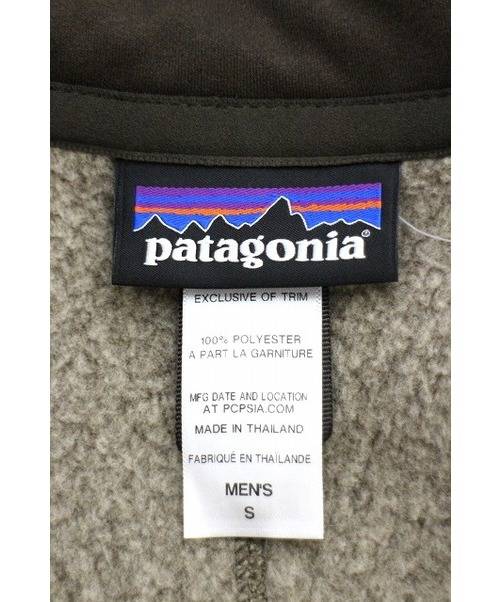 patagonia®
EXCLUSIVE OF TRIM
100% POLYESTER
A PART LA GARNITURE
MFG DATE AND LOCATION
AT PCPSIA.COM
MADE IN THAILAND
FABRIQUÉ EN THAÏLANDE
MEN'S
S